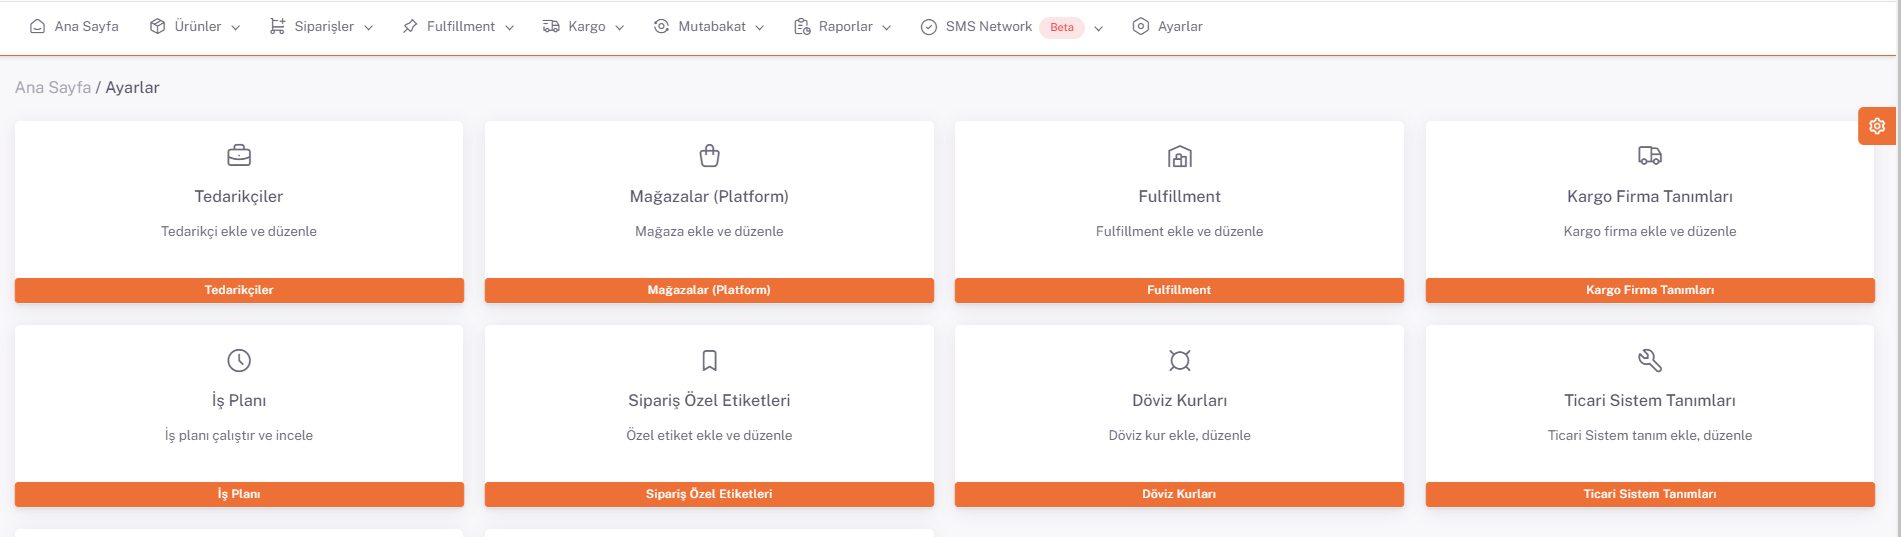 Ana Sayfa Ürünler Siparişler Fulfillment Kargo Mutabakat Raporlar SMS Network Beta Ayarlar
Ana Sayfa / Ayarlar
Tedarikçiler
Tedarikçi ekle ve düzenle
Tedarikçiler
Mağazalar (Platform)
Mağaza ekle ve düzenle
Mağazalar (Platform)
Fulfillment
Fulfillment ekle ve düzenle
Fulfillment
Kargo Firma Tanımları
Kargo firma ekle ve düzenle
Kargo Firma Tanımları
İş Planı
İş planı çalıştır ve incele
İş Planı
Sipariş Özel Etiketleri
Özel etiket ekle ve düzenle
Sipariş Özel Etiketleri
Döviz Kurları
Döviz kur ekle, düzenle
Döviz Kurları
Ticari Sistem Tanımları
Ticari Sistem tanım ekle, düzenle
Ticari Sistem Tanımları